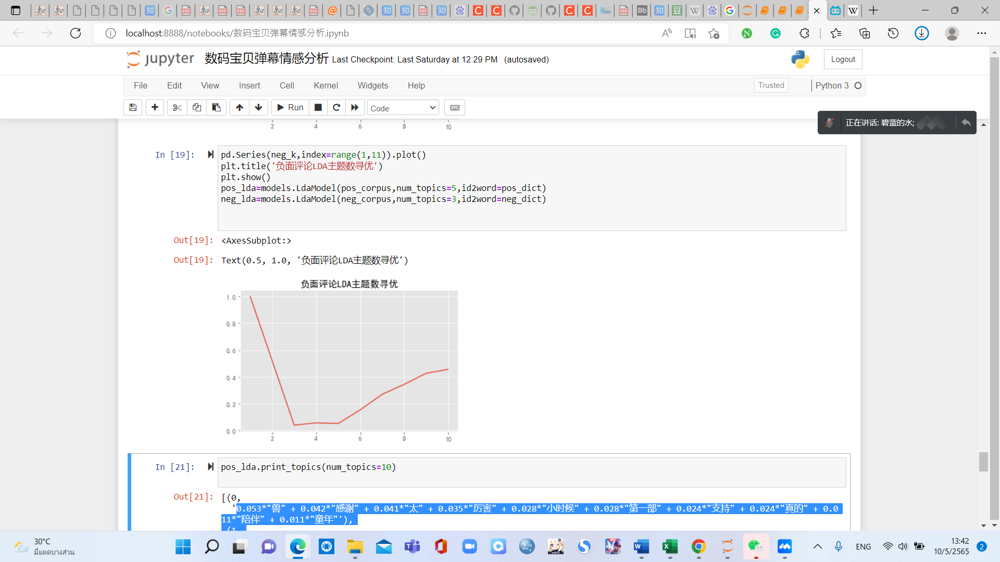 localhost:8888/notebooks/数码宝贝弹幕情感分析.ipynb
jupyter 数码宝贝弹幕情感分析 Last Checkpoint: Last Saturday at 12:29 PM (autosaved)
Logout
File Edit View Insert Cell Kernel Widgets Help
Trusted Python 3
Run Code
正在讲话: 碧蓝的水;
2 4 6 8 10
In [19]:
pd.Series(neg_k,index=range(1,11)).plot()
plt.title('负面评论LDA主题数寻优')
plt.show()
pos_lda=models.LdaModel(pos_corpus,num_topics=5,id2word=pos_dict)
neg_lda=models.LdaModel(neg_corpus,num_topics=3,id2word=neg_dict)
Out[19]: <AxesSubplot:>
Out[19]: Text(0.5, 1.0, '负面评论LDA主题数寻优')
负面评论LDA主题数寻优
1.0
0.8
0.6
0.4
0.2
0.0
2 4 6 8 10
In [21]: pos_lda.print_topics(num_topics=10)
Out[21]: [(0,
'0.053*"兽" + 0.042*"感谢" + 0.041*"太" + 0.035*"厉害" + 0.028*"小时候" + 0.028*"第一部" + 0.024*"支持" + 0.024*"真的" + 0.0
11*"陪伴" + 0.011*"童年"'),
(1,
30°C
มีแดดบางส่วน
ENG
13:42
10/5/2565
2